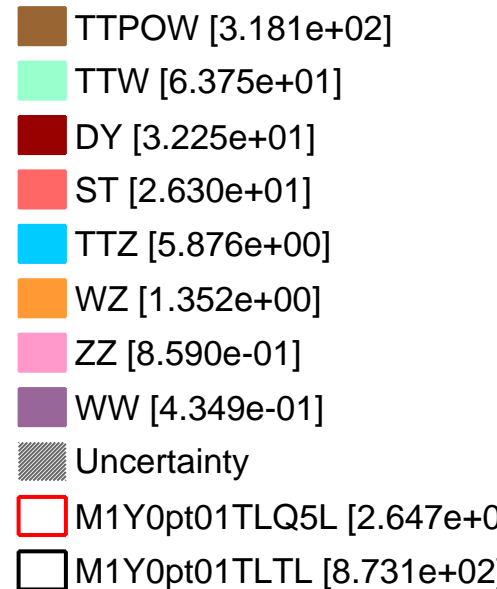 TTPOW [3.181e+02]
TTW [6.375e+01]
DY [3.225e+01]
ST [2.630e+01]
TTZ [5.876e+00]
WZ [1.352e+00]
ZZ [8.590e-01]
WW [4.349e-01]
Uncertainty
M1Y0pt01TLQ5L [2.647e+0
M1Y0pt01TLTL [8.731e+02]